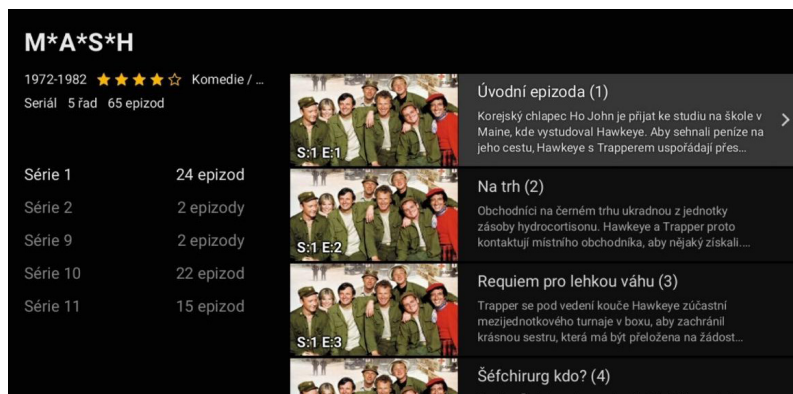 M*A*S*H
1972-1982 Komedie / ...
Seriál 5 řad 65 epizod
Série 1 24 epizod
Série 2 2 epizody
Série 9 2 epizody
Série 10 22 epizod
Série 11 15 epizod
S:1 E:1
Úvodní epizoda (1)
Korejský chlapec Ho John je přijat ke studiu na škole v
Maine, kde vystudoval Hawkeye. Aby sehnali peníze na
jeho cestu, Hawkeye s Trapperem uspořádají přes...
S:1 E:2
Na trh (2)
Obchodníci na černém trhu ukradnou z jednotky
zásoby hydrocortisonu. Hawkeye a Trapper proto
kontaktují místního obchodníka, aby nějaký získali....
S:1 E:3
Requiem pro lehkou váhu (3)
Trapper se pod vedení kouče Hawkeye zúčastní
mezijednotkového turnaje v boxu, aby zachránil
krásnou sestru, která má být přeložena na žádost...
Šéfchirurg kdo? (4)